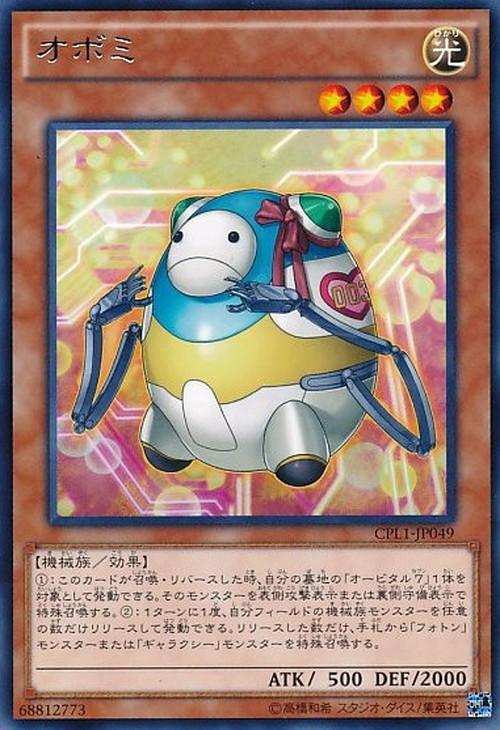 オボミ
ひかり
光
003
CPL1-JP049
【機械族／効果】
①：このカードが召喚・リバースした時、自分の墓地の「オービタル 7」1体を
対象として発動できる。そのモンスターを表側攻撃表示または裏側守備表示で
特殊召喚する。②：1ターンに1度、自分フィールドの機械族モンスターを任意
の数だけリリースして発動できる。リリースした数だけ、手札から「フォトン」
モンスターまたは「ギャラクシー」モンスターを特殊召喚する。
ATK/ 500 DEF/2000
68812773
©高橋和希 スタジオ・ダイス/集英社